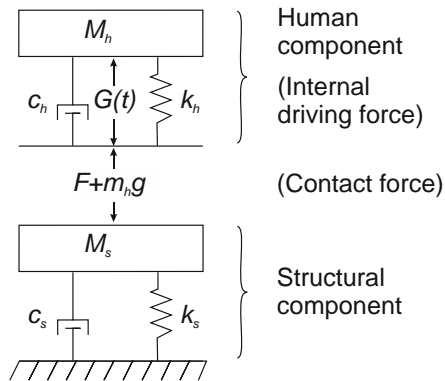 M_h
c_h
G(t)
k_h
F+m_hg
M_s
c_s
k_s
Human
component
(Internal
driving force)
(Contact force)
Structural
component